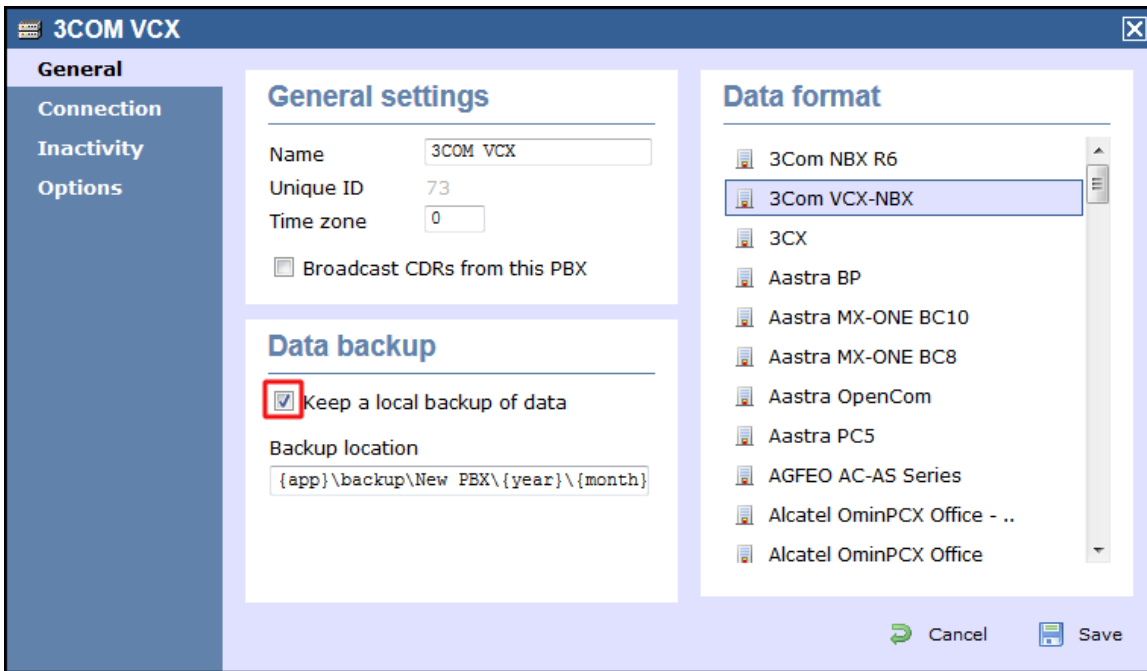 3COM VCX
General
Connection
Inactivity
Options
General settings
Name 3COM VCX
Unique ID 73
Time zone 0
Broadcast CDRs from this PBX
Data backup
Keep a local backup of data
Backup location
{app}\backup\New PBX\{year}\{month}
Data format
3Com NBX R6
3Com VCX-NBX
3CX
Aastra BP
Aastra MX-ONE BC10
Aastra MX-ONE BC8
Aastra OpenCom
Aastra PC5
AGFEO AC-AS Series
Alcatel OminPCX Office - ..
Alcatel OminPCX Office
Cancel Save